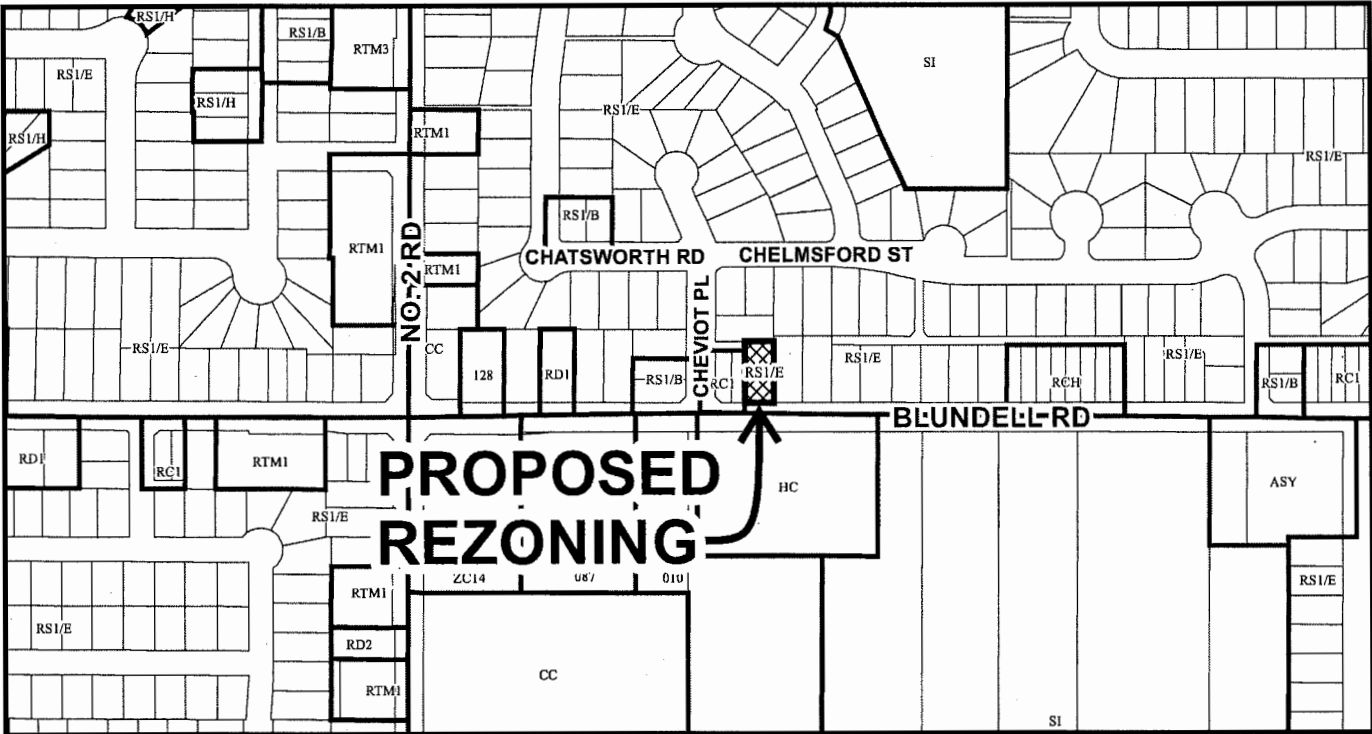 RS1/H
RS1/B
RTM3
SI
RS1/E
RS1/H
RS1/E
RS1/H
RTM1
RS1/E
RS1/B
RTM1
NO. 2 RD
CHATSWORTH RD
CHELMSFORD ST
RTM1
CHEVIOT PL
RS1/E
CC
128
RD1
RS1/B
RC1
RS1/E
RS1/E
RCH
RS1/E
RS1/B
RC1
BLUNDELL RD
RD1
RC1
RTM1
PROPOSED
REZONING
HC
ASY
RS1/E
ZC14
087
010
RS1/E
RTM1
RS1/E
RD2
RTM1
CC
SI